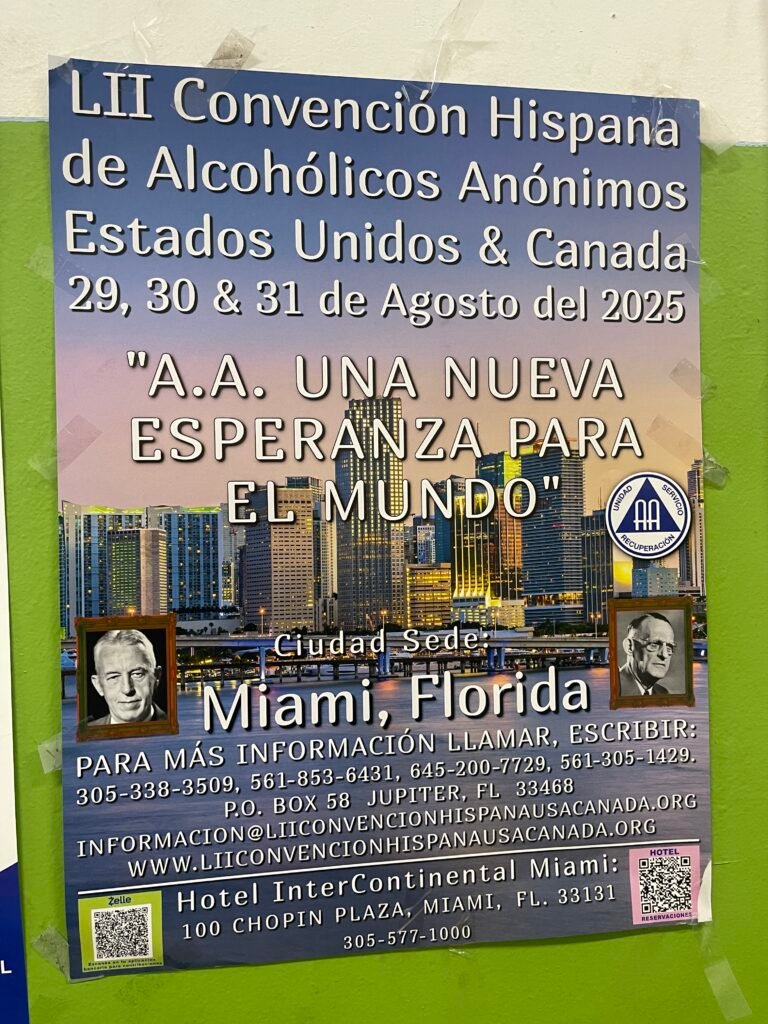 LII Convención Hispana
de Alcohólicos Anónimos
Estados Unidos & Canada
29, 30 & 31 de Agosto del 2025
"A.A. UNA NUEVA
ESPERANZA PARA
EL MUNDO"
UNIDAD SERVICIO
AA
RECUPERACIÓN
Ciudad Sede:
Miami, Florida
PARA MÁS INFORMACIÓN LLAMAR, ESCRIBIR:
305-338-3509, 561-853-6431, 645-200-7729, 561-305-1429.
P.O. BOX 58 JUPITER, FL 33468
INFORMACION@LIICONVENCIONHISPANAUSACANADA.ORG
WWW.LIICONVENCIONHISPANAUSACANADA.ORG
Zelle
Hotel InterContinental Miami:
100 CHOPIN PLAZA, MIAMI, FL. 33131
305-577-1000
HOTEL
RESERVACIONES
L